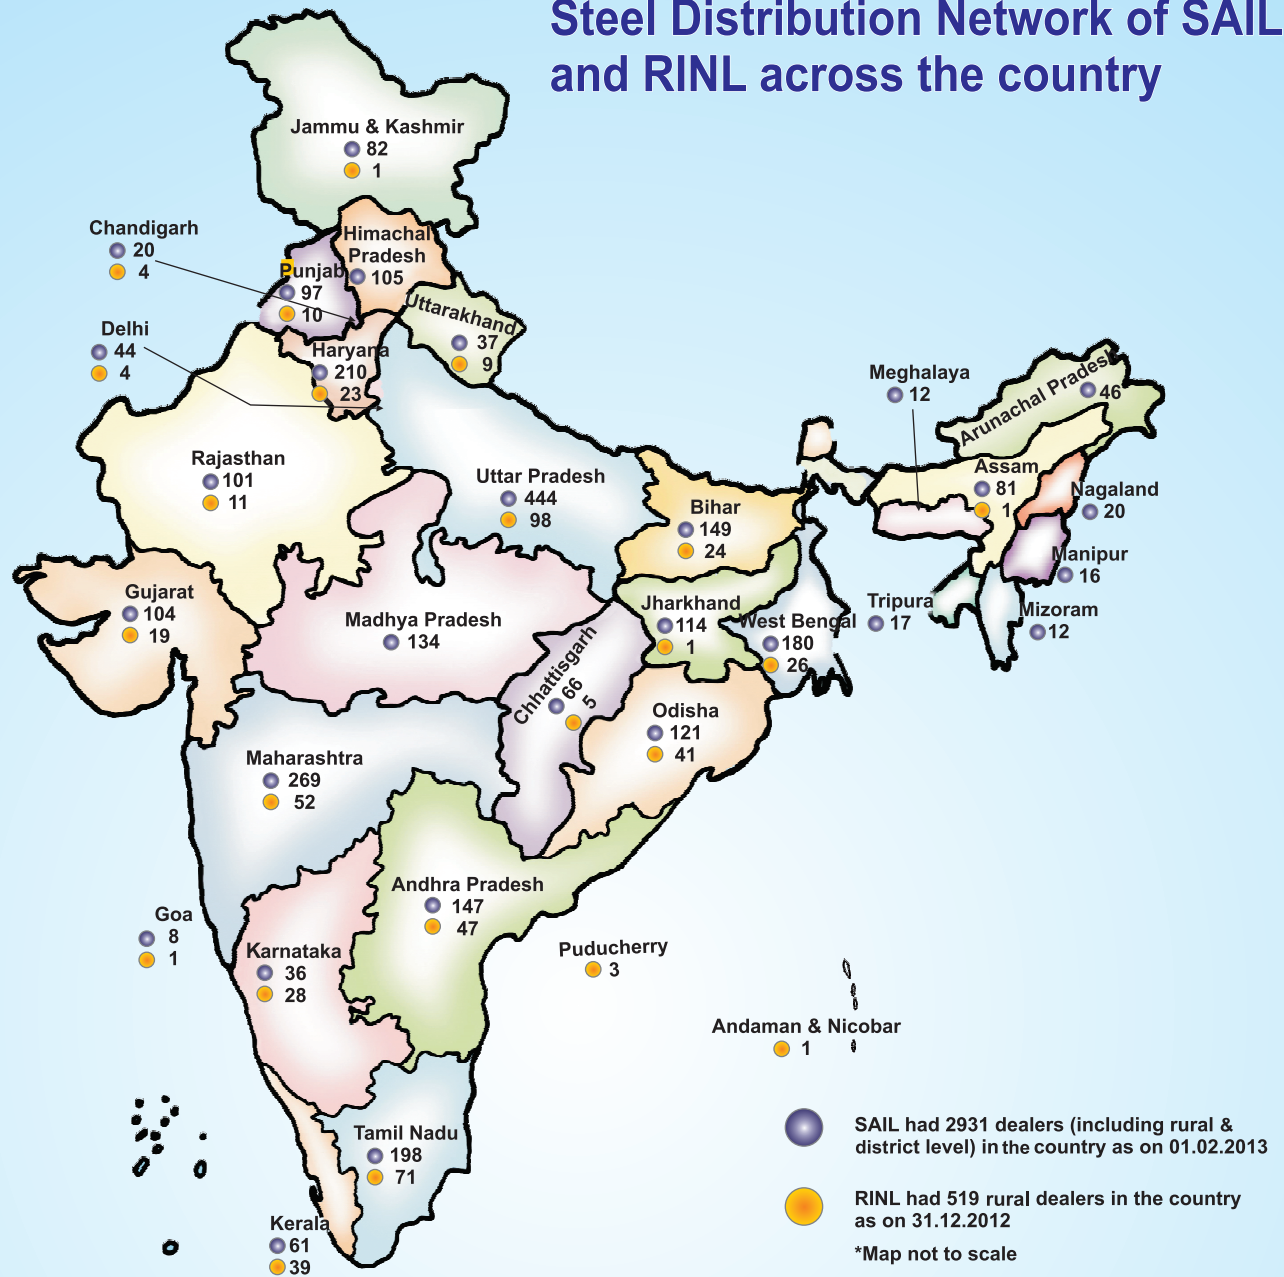 Steel Distribution Network of SAIL
and RINL across the country
Jammu & Kashmir
82
1
Chandigarh
20
4
Himachal
Pradesh
105
Punjab
97
10
Uttarakhand
37
9
Delhi
44
4
Haryana
210
23
Meghalaya
12
Arunachal Pradesh
46
Rajasthan
101
11
Uttar Pradesh
444
98
Bihar
149
24
Assam
81
1
Nagaland
20
Manipur
16
Gujarat
104
19
Madhya Pradesh
134
Jharkhand
114
1
West Bengal
180
26
Tripura
17
Mizoram
12
Chhattisgarh
66
5
Odisha
121
41
Maharashtra
269
52
Andhra Pradesh
147
47
Goa
8
1
Karnataka
36
28
Puducherry
3
Andaman & Nicobar
1
Tamil Nadu
198
71
Kerala
61
39
SAIL had 2931 dealers (including rural &
district level) in the country as on 01.02.2013
RINL had 519 rural dealers in the country
as on 31.12.2012
*Map not to scale